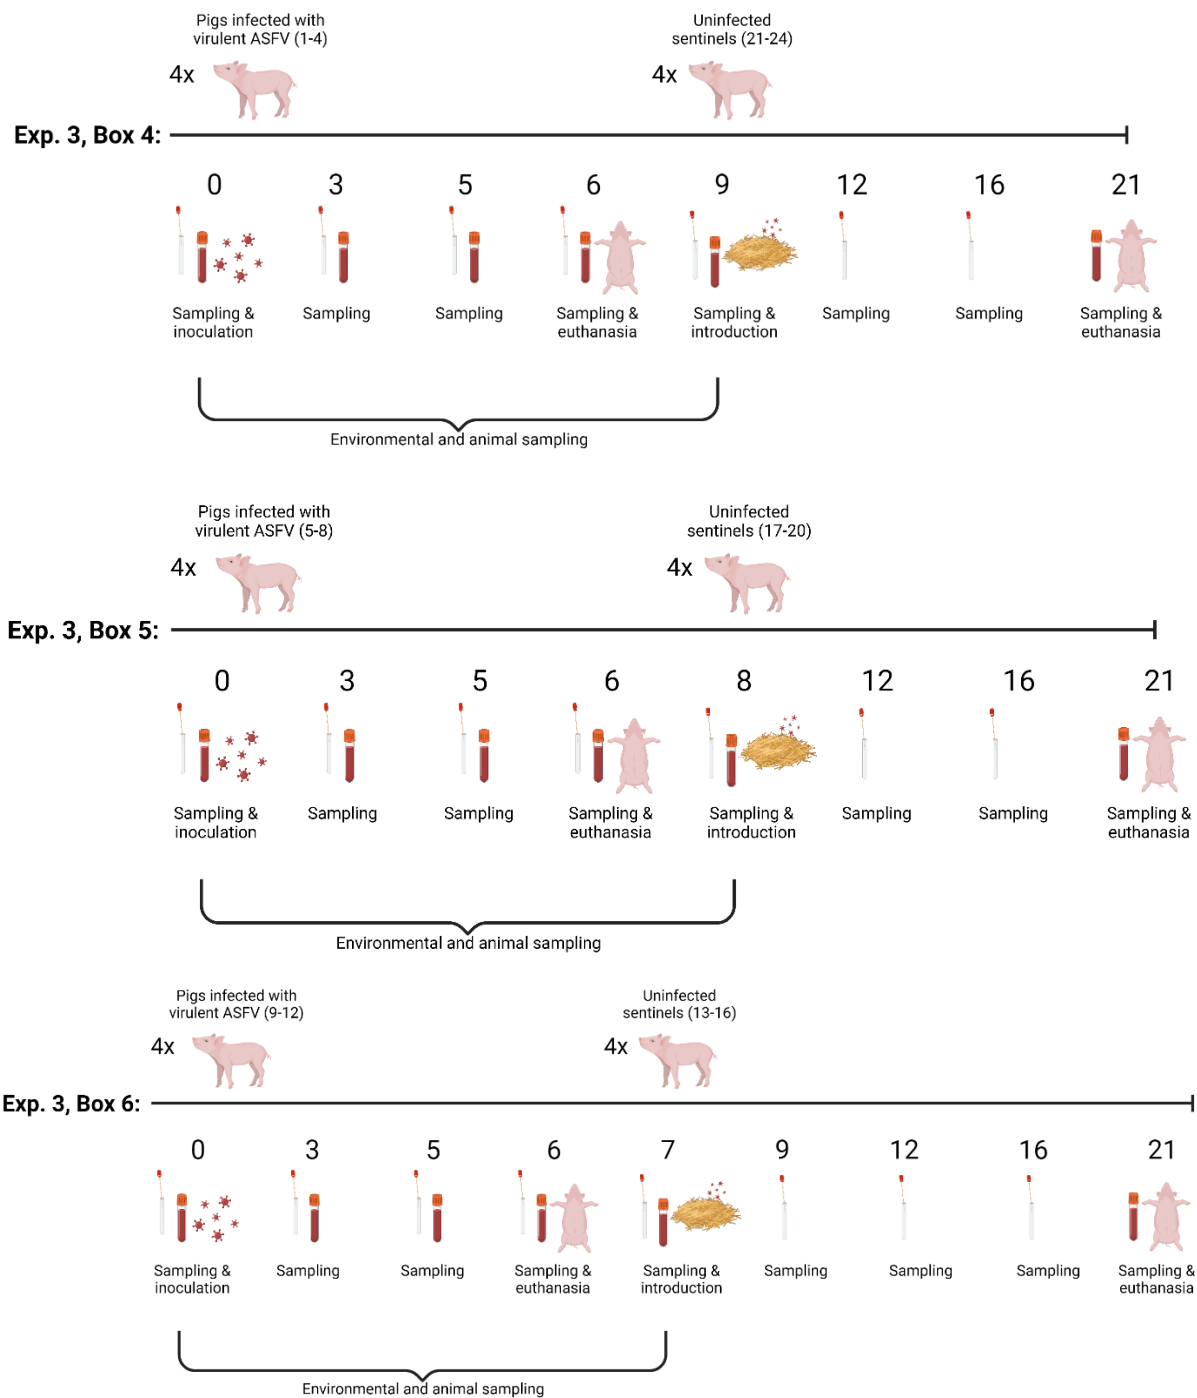 Pigs infected with
virulent ASFV (1-4)
Uninfected
sentinels (21-24)
4x
4x
Exp. 3, Box 4:
0 3 5 6 9 12 16 21
Sampling &
inoculation
Sampling
Sampling
Sampling &
euthanasia
Sampling &
introduction
Sampling
Sampling
Sampling &
euthanasia
Environmental and animal sampling
Pigs infected with
virulent ASFV (5-8)
Uninfected
sentinels (17-20)
4x
4x
Exp. 3, Box 5:
0 3 5 6 8 12 16 21
Sampling &
inoculation
Sampling
Sampling
Sampling &
euthanasia
Sampling &
introduction
Sampling
Sampling
Sampling &
euthanasia
Environmental and animal sampling
Pigs infected with
virulent ASFV (9-12)
Uninfected
sentinels (13-16)
4x
4x
Exp. 3, Box 6:
0 3 5 6 7 9 12 16 21
Sampling &
inoculation
Sampling
Sampling
Sampling &
euthanasia
Sampling &
introduction
Sampling
Sampling
Sampling
Sampling &
euthanasia
Environmental and animal sampling